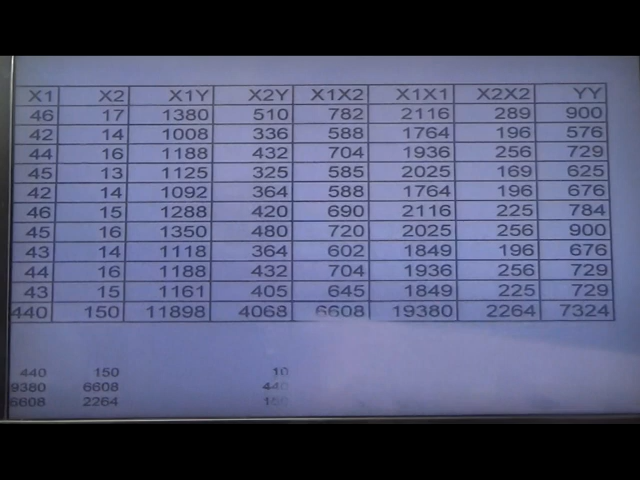 X1 X2 X1Y X2Y X1X2 X1X1 X2X2 YY
46 17 1380 510 782 2116 289 900
42 14 1008 336 588 1764 196 576
44 16 1188 432 704 1936 256 729
45 13 1125 325 585 2025 169 625
42 14 1092 364 588 1764 196 676
46 15 1288 420 690 2116 225 784
45 16 1350 480 720 2025 256 900
43 14 1118 364 602 1849 196 676
44 16 1188 432 704 1936 256 729
43 15 1161 405 645 1849 225 729
440 150 11898 4068 6608 19380 2264 7324
440 150 10
9380 6608 440
6608 2264 150